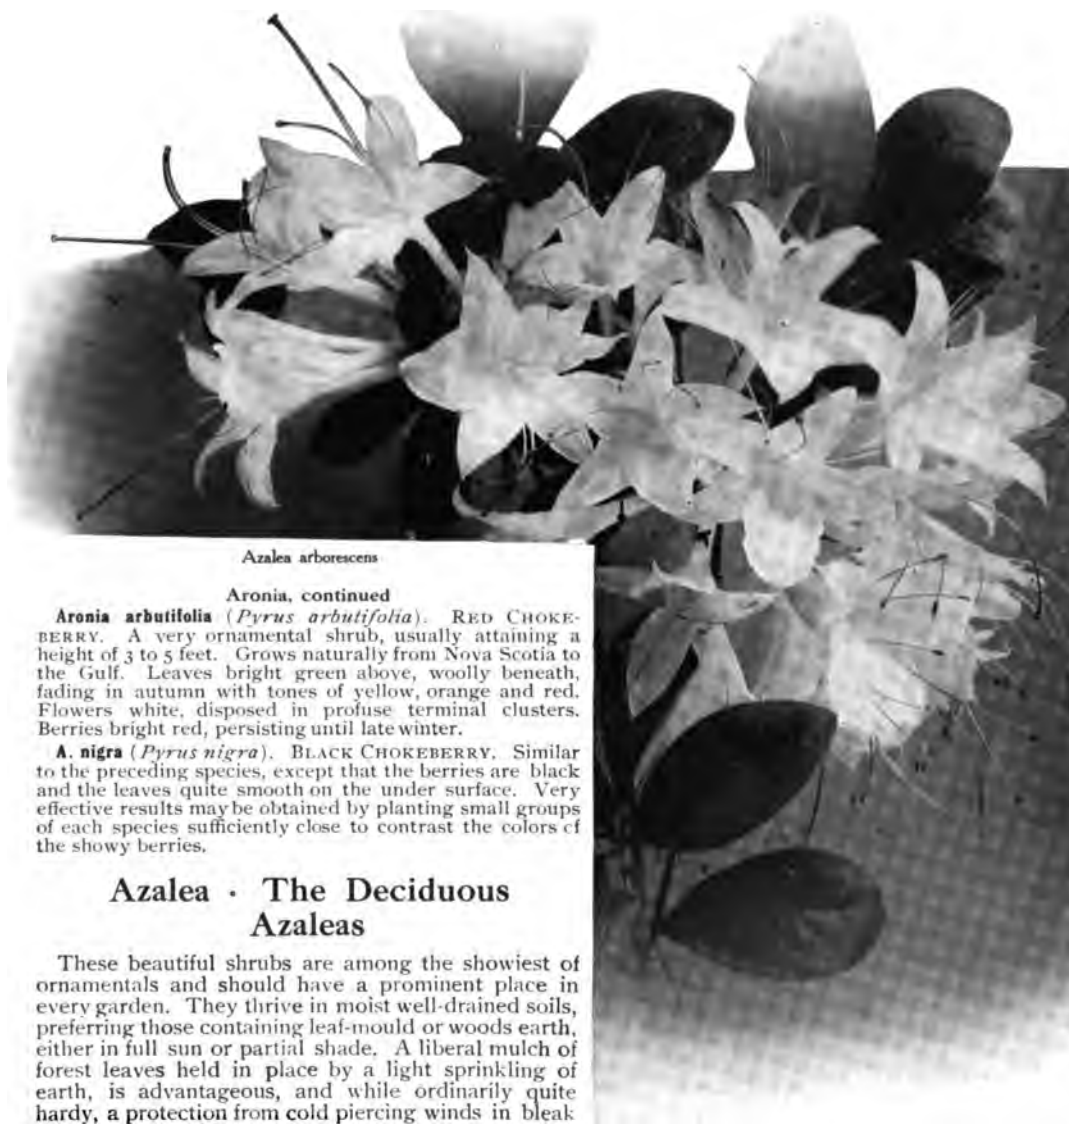 Azalea arborescens
Aronia, continued
Aronia arbutifolia (Pyrus arbutifolia). RED CHOKE-
BERRY. A very ornamental shrub, usually attaining a
height of 3 to 5 feet. Grows naturally from Nova Scotia to
the Gulf. Leaves bright green above, woolly beneath,
fading in autumn with tones of yellow, orange and red.
Flowers white, disposed in profuse terminal clusters.
Berries bright red, persisting until late winter.
A. nigra (Pyrus nigra). BLACK CHOKEBERRY. Similar
to the preceding species, except that the berries are black
and the leaves quite smooth on the under surface. Very
effective results may be obtained by planting small groups
of each species sufficiently close to contrast the colors of
the showy berries.
Azalea · The Deciduous
Azaleas
These beautiful shrubs are among the showiest of
ornamentals and should have a prominent place in
every garden. They thrive in moist well-drained soils,
preferring those containing leaf-mould or woods earth,
either in full sun or partial shade. A liberal mulch of
forest leaves held in place by a light sprinkling of
earth, is advantageous, and while ordinarily quite
hardy, a protection from cold piercing winds in bleak